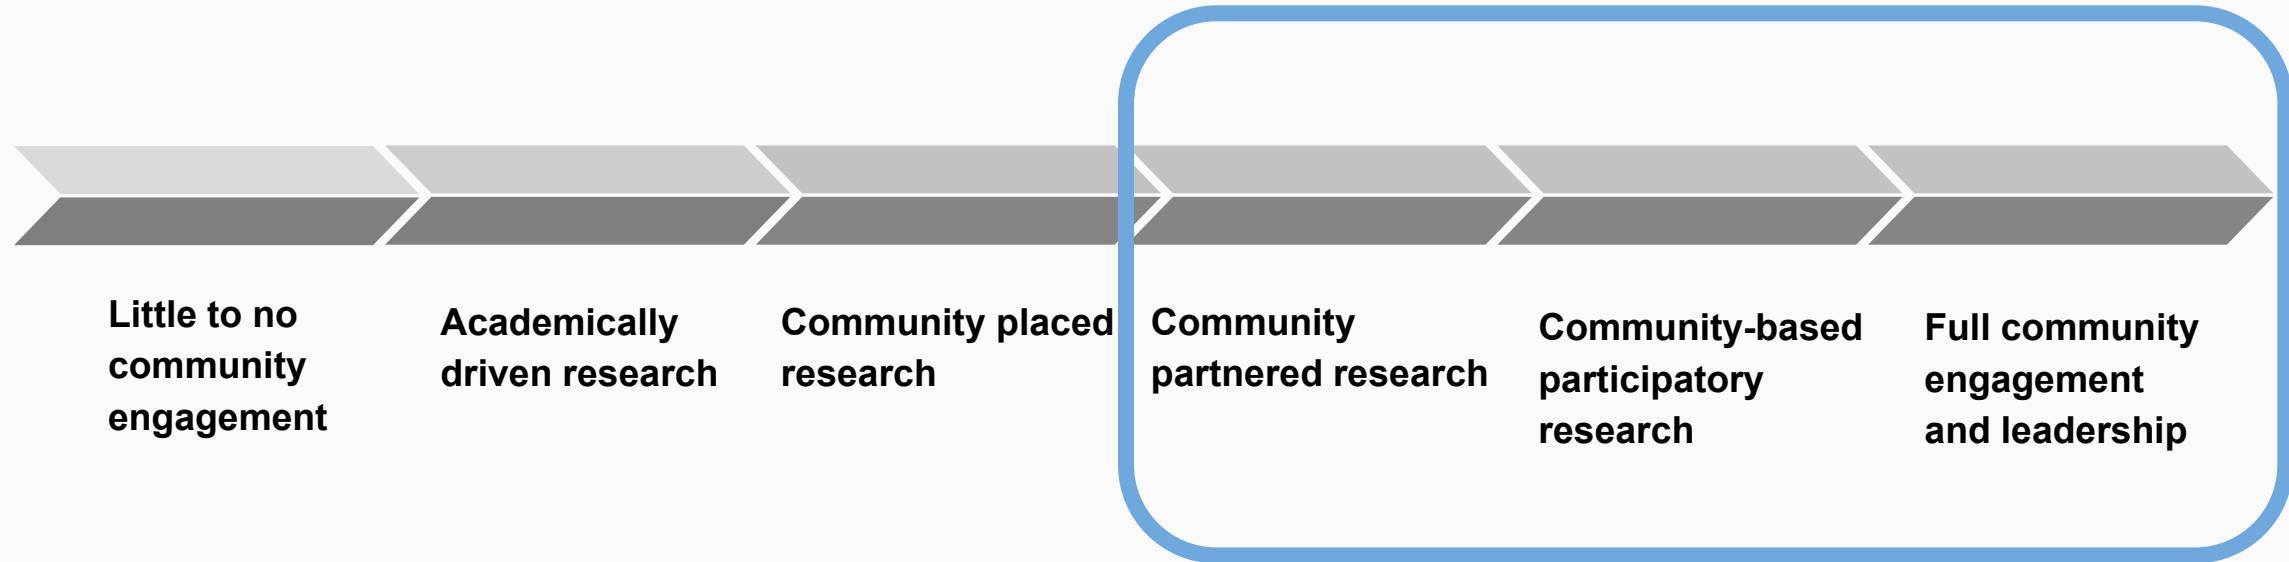 Little to no
community
engagement
Academically
driven research
Community placed
research
Community
partnered research
Community-based
participatory
research
Full community
engagement
and leadership